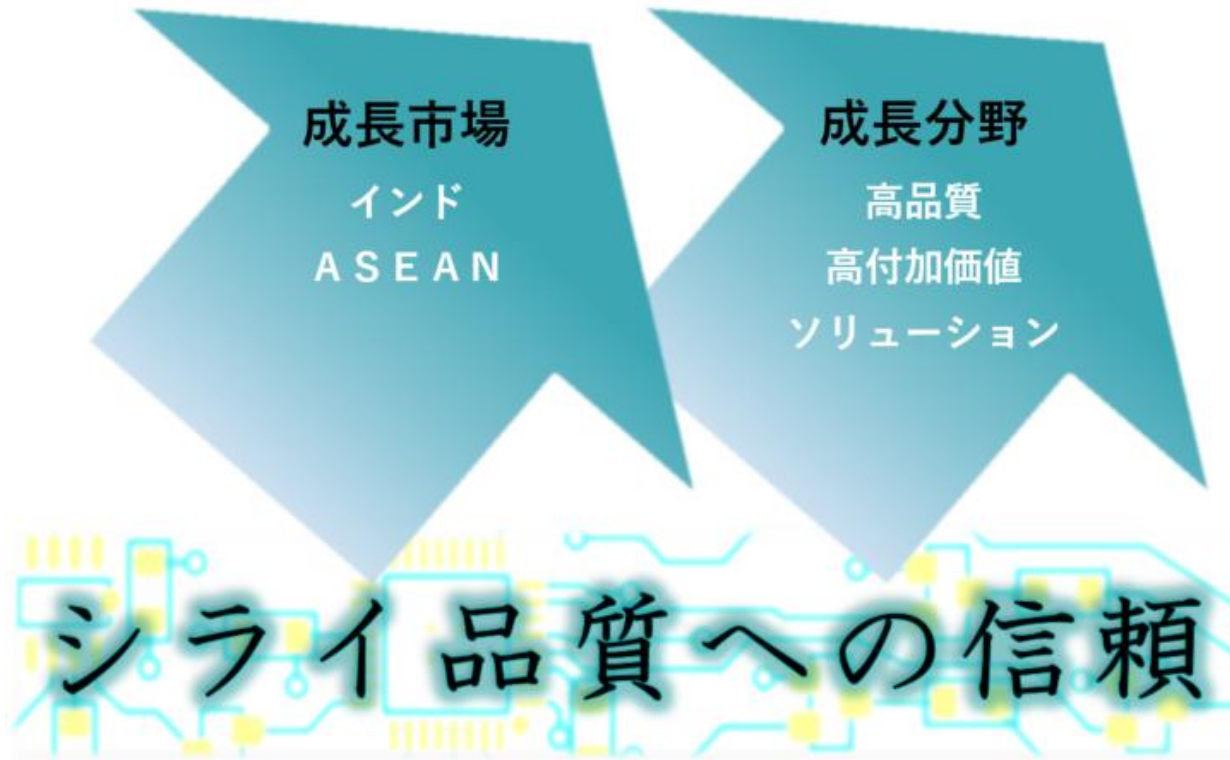 成長市場
インド
ＡＳＥＡＮ
成長分野
高品質
高付加価値
ソリューション
シライ品質への信頼